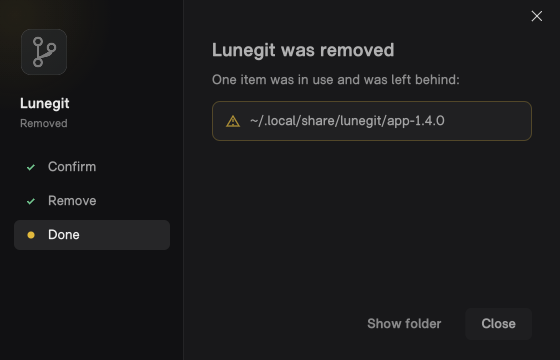 Lunegit
Removed
Confirm
Remove
Done
Lunegit was removed
One item was in use and was left behind:
~/.local/share/lunegit/app-1.4.0
Show folder
Close